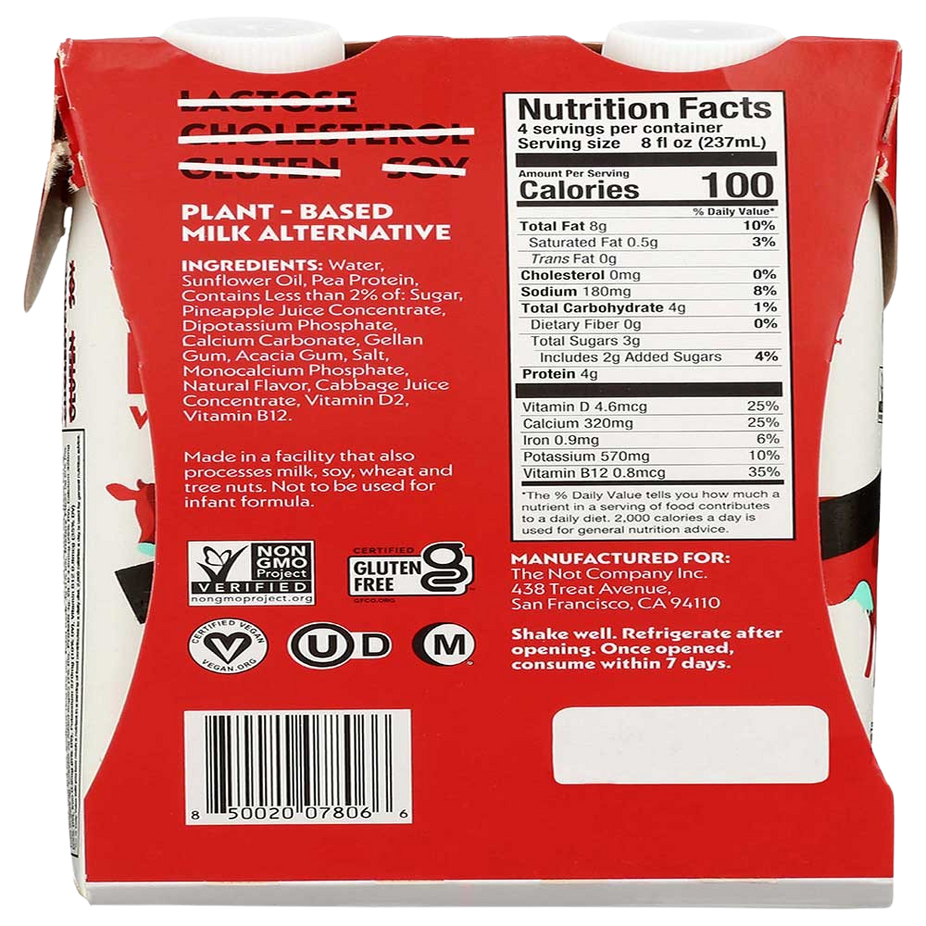 LACTOSE
CHOLESTEROL
GLUTEN SOY
PLANT - BASED
MILK ALTERNATIVE
INGREDIENTS: Water,
Sunflower Oil, Pea Protein,
Contains Less than 2% of: Sugar,
Pineapple Juice Concentrate,
Dipotassium Phosphate,
Calcium Carbonate, Gellan
Gum, Acacia Gum, Salt,
Monocalcium Phosphate,
Natural Flavor, Cabbage Juice
Concentrate, Vitamin D2,
Vitamin B12.
Made in a facility that also
processes milk, soy, wheat and
tree nuts. Not to be used for
infant formula.
NON
GMO
Project
VERIFIED
nongmoproject.org
CERTIFIED
GLUTEN
FREE
GFCO.ORG
CERTIFIED VEGAN
VEGAN.ORG
U D
M
8 50020 07806 6
Nutrition Facts
4 servings per container
Serving size 8 fl oz (237mL)
Amount Per Serving
Calories 100
% Daily Value*
Total Fat 8g 10%
Saturated Fat 0.5g 3%
Trans Fat 0g
Cholesterol 0mg 0%
Sodium 180mg 8%
Total Carbohydrate 4g 1%
Dietary Fiber 0g 0%
Total Sugars 3g
Includes 2g Added Sugars 4%
Protein 4g
Vitamin D 4.6mcg 25%
Calcium 320mg 25%
Iron 0.9mg 6%
Potassium 570mg 10%
Vitamin B12 0.8mcg 35%
*The % Daily Value tells you how much a
nutrient in a serving of food contributes
to a daily diet. 2,000 calories a day is
used for general nutrition advice.
MANUFACTURED FOR:
The Not Company Inc.
438 Treat Avenue,
San Francisco, CA 94110
Shake well. Refrigerate after
opening. Once opened,
consume within 7 days.
GLUTEN SOY